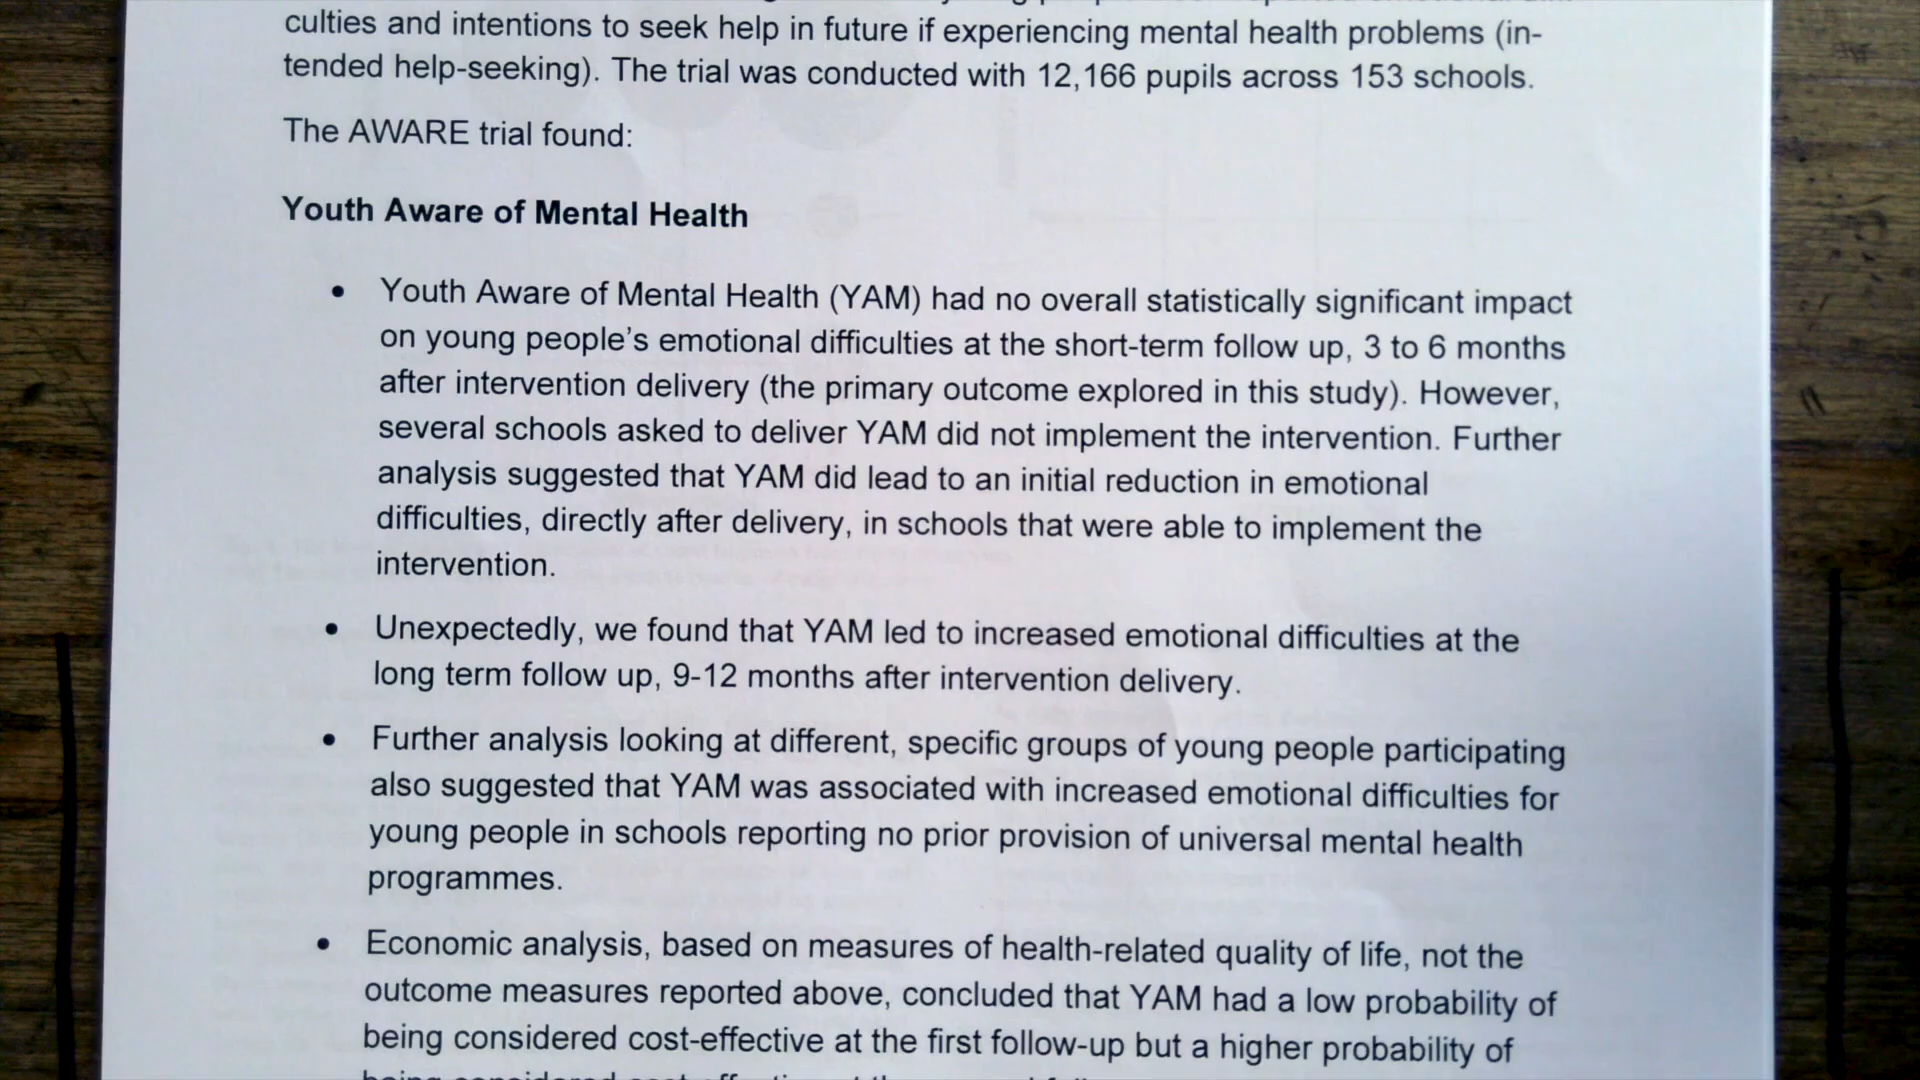 culties and intentions to seek help in future if experiencing mental health problems (in-
tended help-seeking). The trial was conducted with 12,166 pupils across 153 schools.
The AWARE trial found:
Youth Aware of Mental Health
• Youth Aware of Mental Health (YAM) had no overall statistically significant impact
on young people’s emotional difficulties at the short-term follow up, 3 to 6 months
after intervention delivery (the primary outcome explored in this study). However,
several schools asked to deliver YAM did not implement the intervention. Further
analysis suggested that YAM did lead to an initial reduction in emotional
difficulties, directly after delivery, in schools that were able to implement the
intervention.
• Unexpectedly, we found that YAM led to increased emotional difficulties at the
long term follow up, 9-12 months after intervention delivery.
• Further analysis looking at different, specific groups of young people participating
also suggested that YAM was associated with increased emotional difficulties for
young people in schools reporting no prior provision of universal mental health
programmes.
• Economic analysis, based on measures of health-related quality of life, not the
outcome measures reported above, concluded that YAM had a low probability of
being considered cost-effective at the first follow-up but a higher probability of